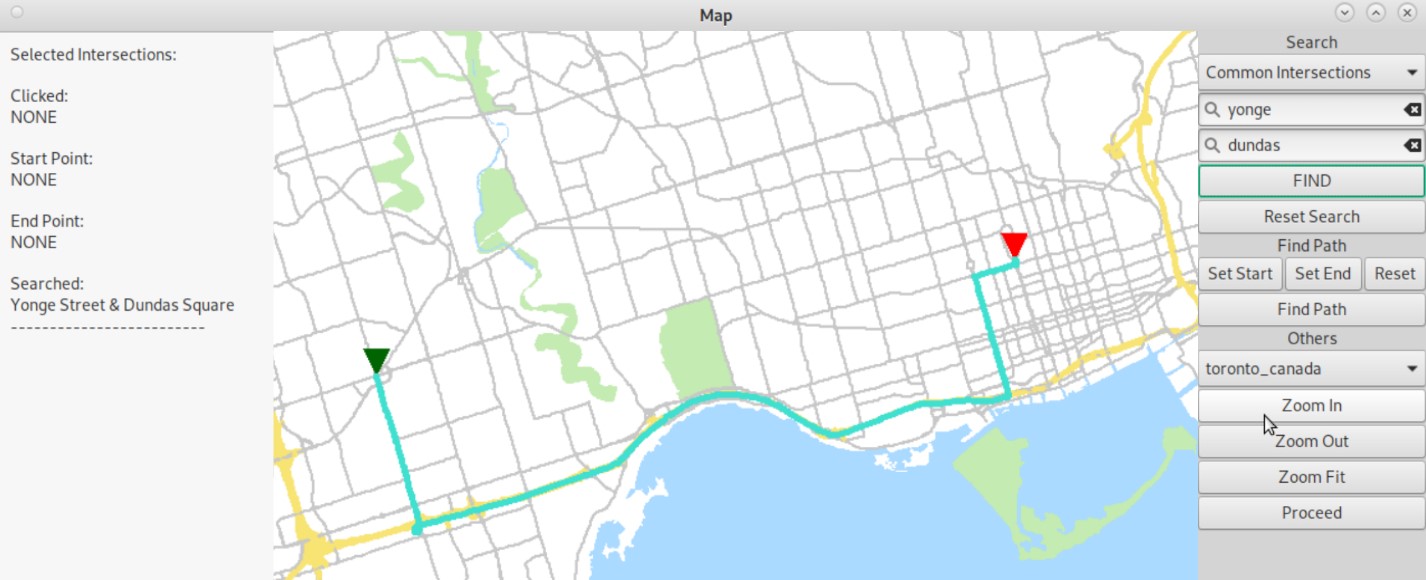 Map
Selected Intersections:
Clicked:
NONE
Start Point:
NONE
End Point:
NONE
Searched:
Yonge Street & Dundas Square
---------------------------
Search
Common Intersections
yonge
dundas
FIND
Reset Search
Find Path
Set Start Set End Reset
Find Path
Others
toronto_canada
Zoom In
Zoom Out
Zoom Fit
Proceed